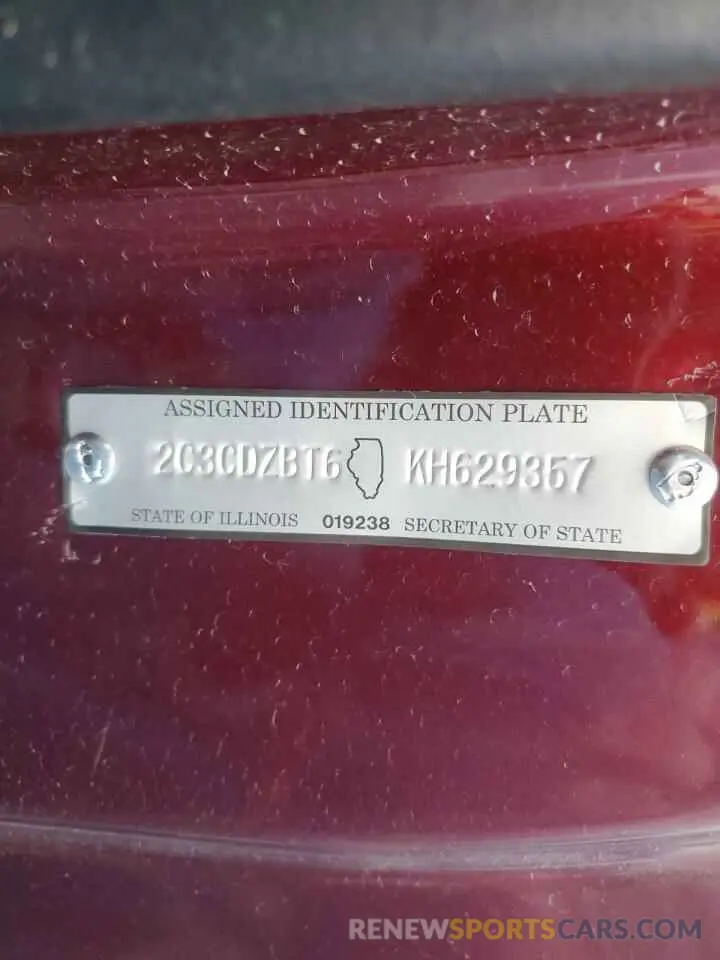 ASSIGNED IDENTIFICATION PLATE
2C3CDZBT6 KH629357
STATE OF ILLINOIS 019238 SECRETARY OF STATE
RENEWSPORTSCARS.COM